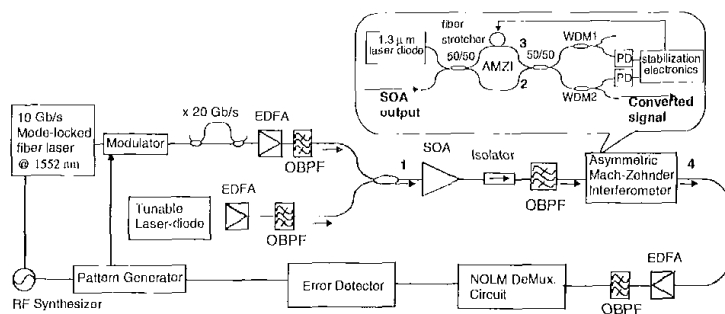 1.3 µm
laser diode
fiber
stretcher
50/50
3
AMZI
2
50/50
WDM1
PD
PD
stabilization
electronics
WDM2
SOA
output
Converted
signal
10 Gb/s
Mode-locked
fiber laser
@ 1552 nm
Modulator
x 20 Gb/s
EDFA
OBPF
1
SOA
Isolator
OBPF
Asymmetric
Mach-Zehnder
Interferometer
4
Tunable
Laser-diode
EDFA
OBPF
RF Synthesizer
Pattern Generator
Error Detector
NOLM DeMux.
Circuit
OBPF
EDFA